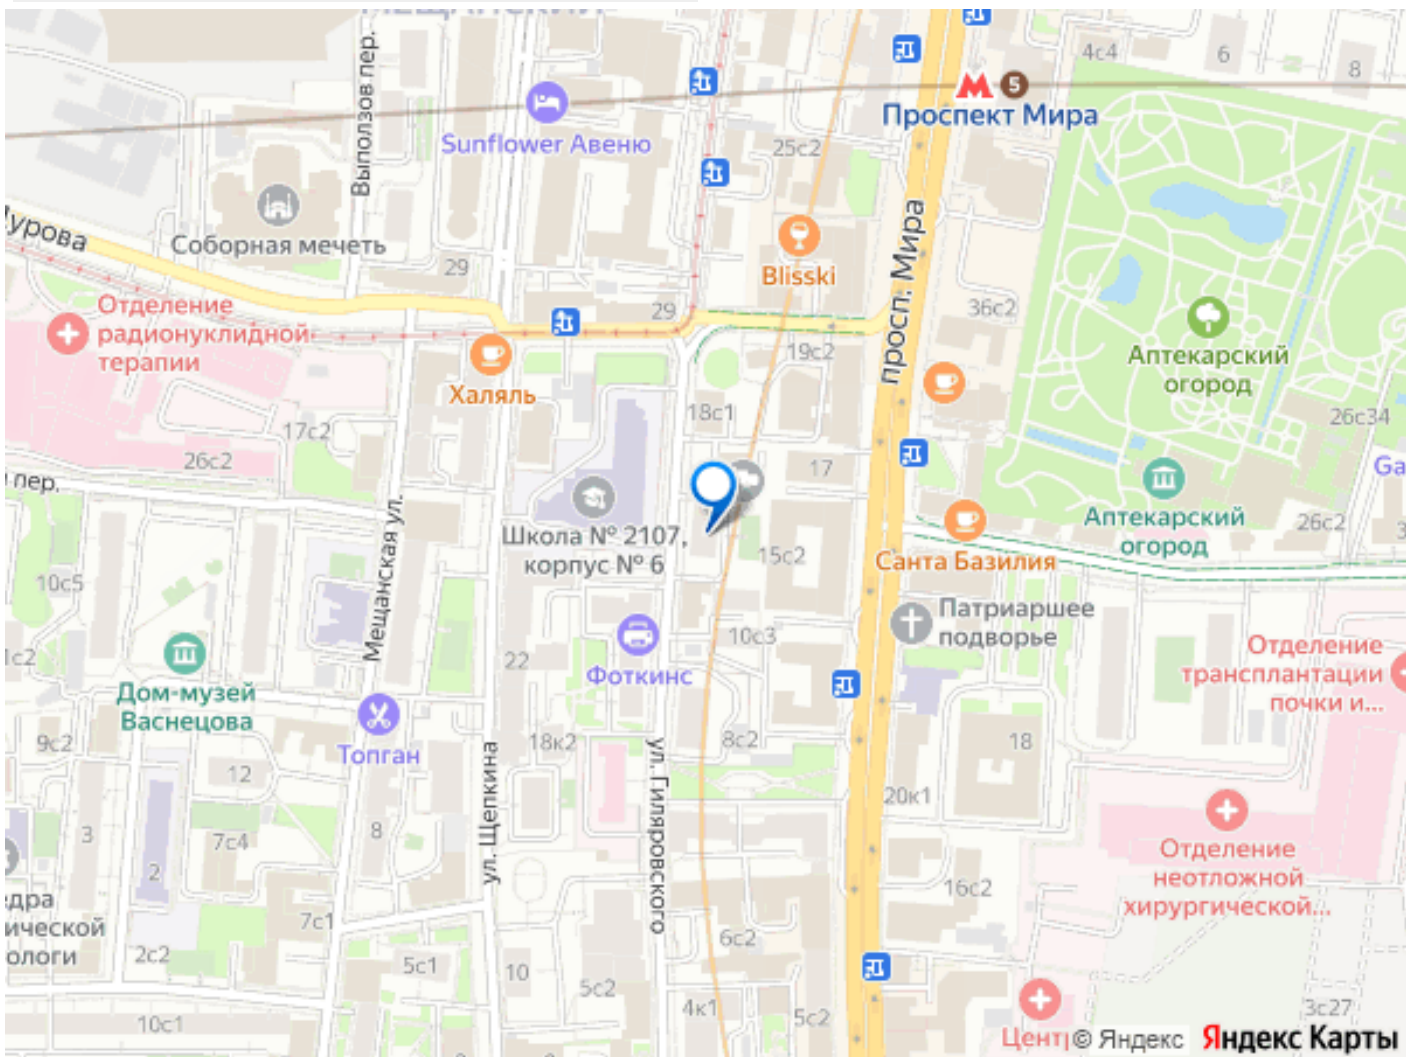 МЕЩАНСКИЙ
Выползов пер.
4с4
6
8
5
Проспект Мира
Sunflower Авеню
25с2
Соборная мечеть
29
просп. Мира
Blisski
Отделение
радионуклидной
терапии
29
36с2
19с2
Аптекарский
огород
Халяль
18с1
26с34
17с2
26с2
17
пер.
Мещанская ул.
Школа № 2107,
корпус № 6
Аптекарский
огород
26с2
15с2
Санта Базилия
10с5
Патриаршее
подворье
10с3
Отделение
трансплантации
почки и...
22
Фоткинс
Дом-музей
Васнецова
9с2
Топган
18к2
8с2
18
12
ул. Щепкина
ул. Гиляровского
20к1
3
7с4
8
Отделение
неотложной
хирургической...
2
16с2
7с1
6с2
2с2
5с1
10
5с2
4к1
5с2
3с27
10с1
© Яндекс
Яндекс Карты